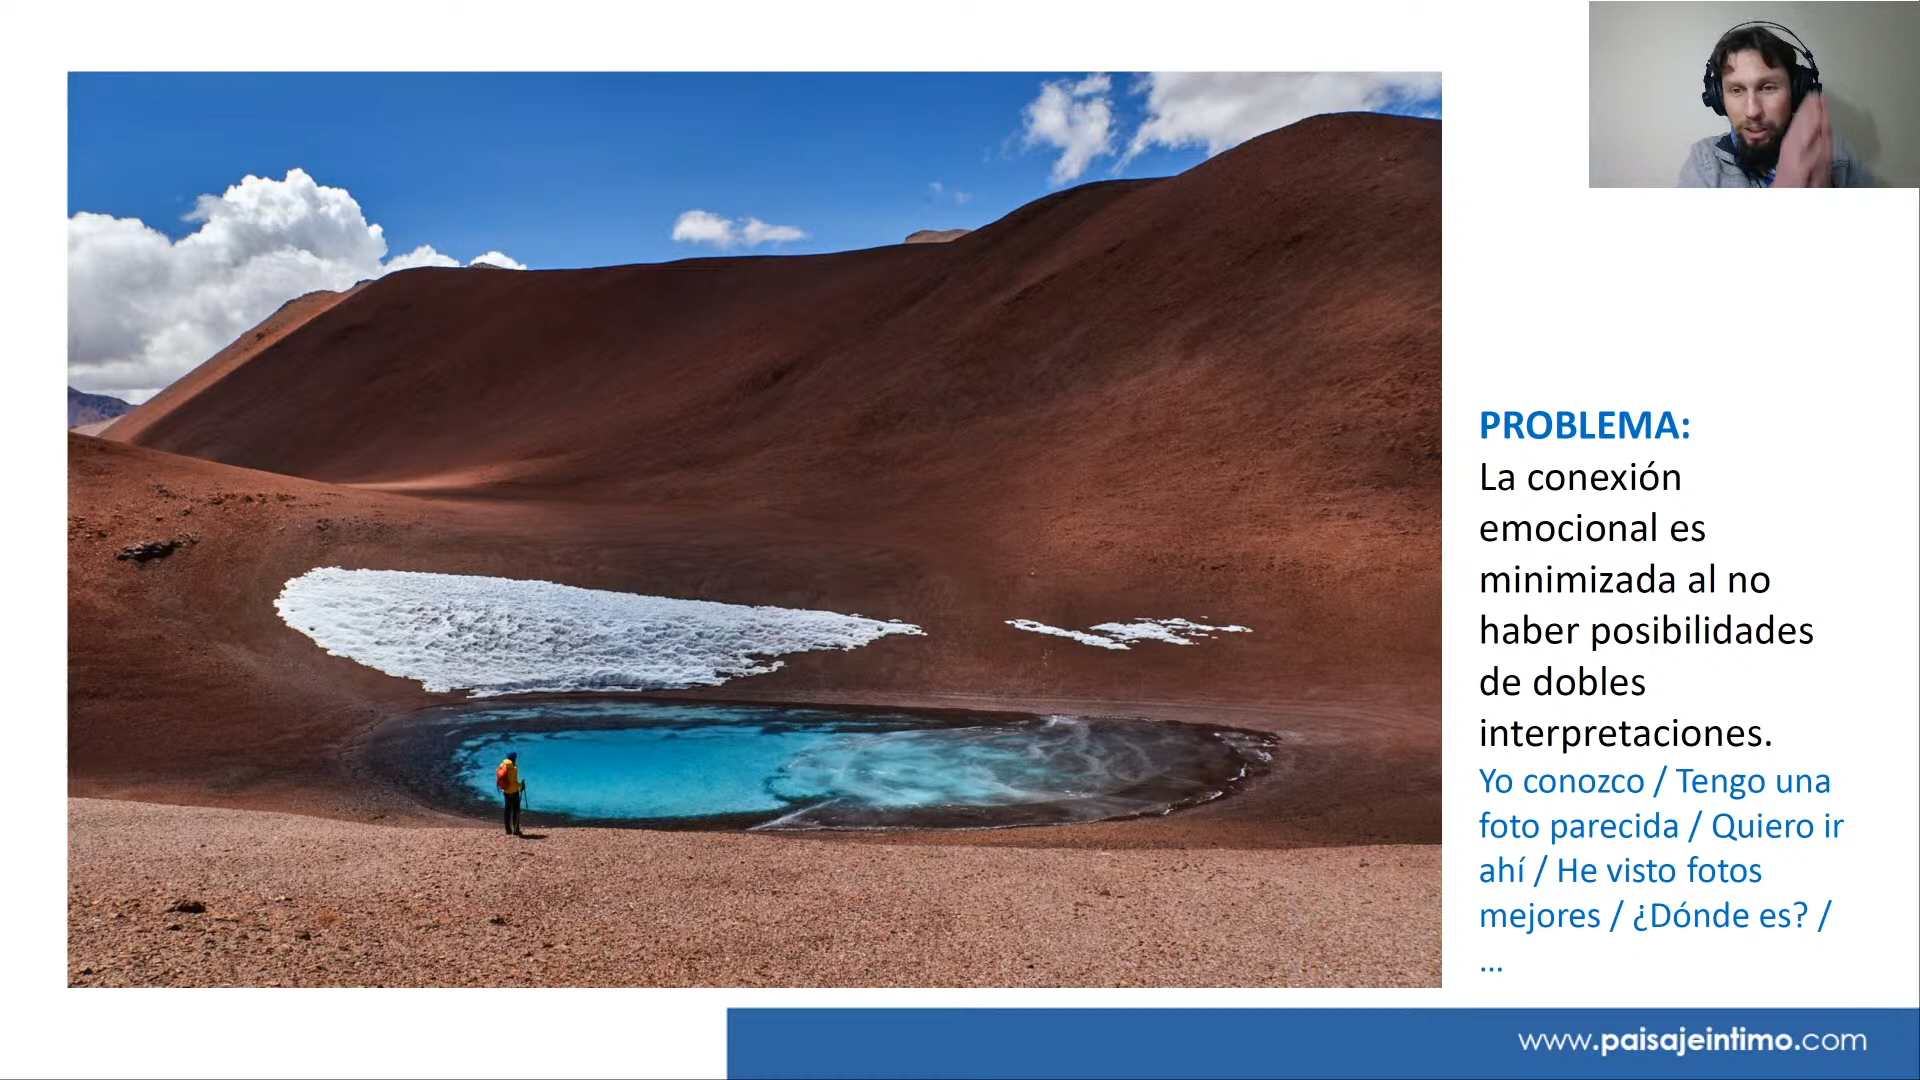 PROBLEMA:
La conexión
emocional es
minimizada al no
haber posibilidades
de dobles
interpretaciones.
Yo conozco / Tengo una
foto parecida / Quiero ir
ahí / He visto fotos
mejores / ¿Dónde es? /
...
www.paisajeintimo.com